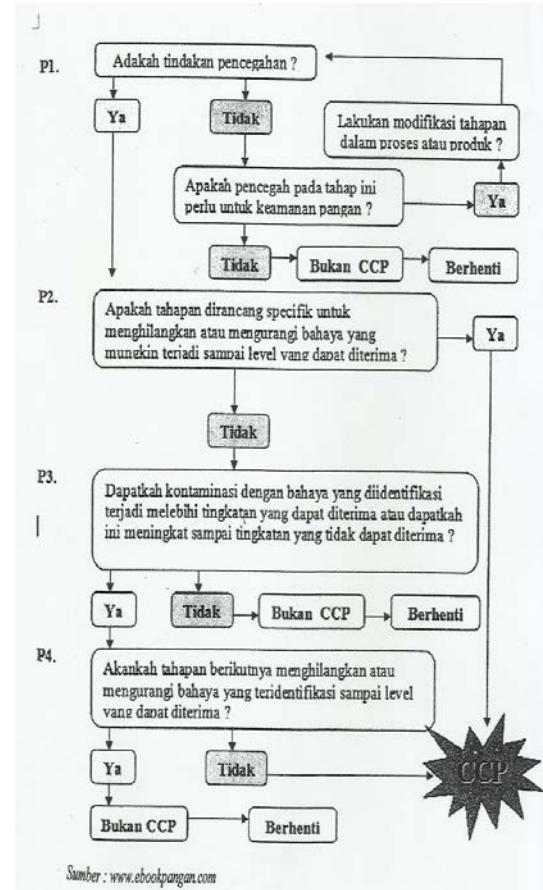 P1.
Adakah tindakan pencegahan ?
Ya
Tidak
Lakukan modifikasi tahapan
dalam proses atau produk ?
Apakah pencegah pada tahap ini
perlu untuk keamanan pangan ?
Ya
Tidak
Bukan CCP
Berhenti
P2.
Apakah tahapan dirancang specifik untuk
menghilangkan atau mengurangi bahaya yang
mungkin terjadi sampai level yang dapat diterima ?
Ya
Tidak
P3.
Dapatkah kontaminasi dengan bahaya yang diidentifikasi
terjadi melebihi tingkatan yang dapat diterima atau dapatkah
ini meningkat sampai tingkatan yang tidak dapat diterima ?
Ya
Tidak
Bukan CCP
Berhenti
P4.
Akankah tahapan berikutnya menghilangkan atau
mengurangi bahaya yang teridentifikasi sampai level
yang dapat diterima ?
Ya
Tidak
CCP
Bukan CCP
Berhenti
Sumber : www.ebookpangan.com